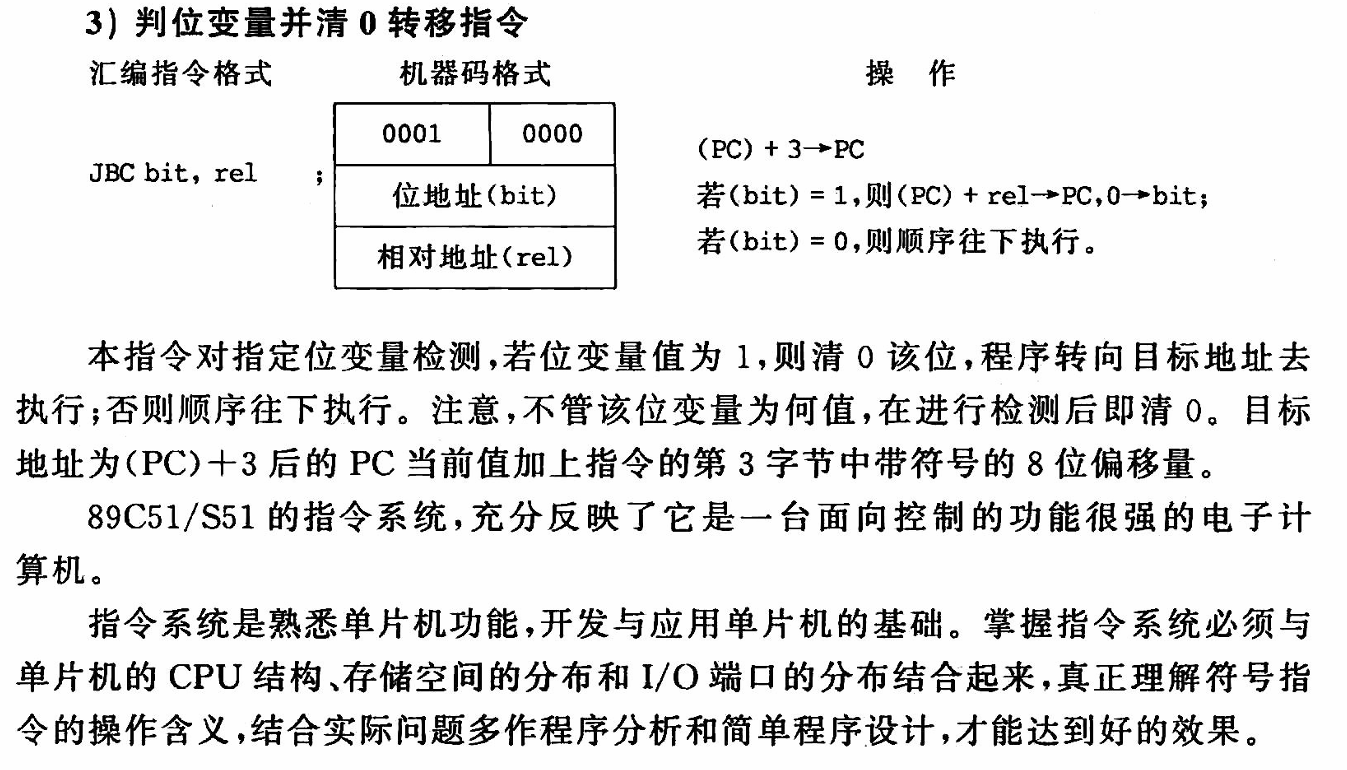 3) 判位变量并清 0 转移指令
汇编指令格式 机器码格式 操 作
0001 0000
(PC) + 3→PC
JBC bit, rel ;
位地址(bit) 若(bit) = 1,则(PC) + rel→PC,0→bit;
若(bit) = 0,则顺序往下执行。
相对地址(rel)
本指令对指定位变量检测,若位变量值为 1,则清 0 该位,程序转向目标地址去
执行;否则顺序往下执行。注意,不管该位变量为何值,在进行检测后即清 0。目标
地址为(PC)+3 后的 PC 当前值加上指令的第 3 字节中带符号的 8 位偏移量。
89C51/S51 的指令系统,充分反映了它是一台面向控制的功能很强的电子计
算机。
指令系统是熟悉单片机功能,开发与应用单片机的基础。掌握指令系统必须与
单片机的 CPU 结构、存储空间的分布和 I/O 端口的分布结合起来,真正理解符号指
令的操作含义,结合实际问题多作程序分析和简单程序设计,才能达到好的效果。